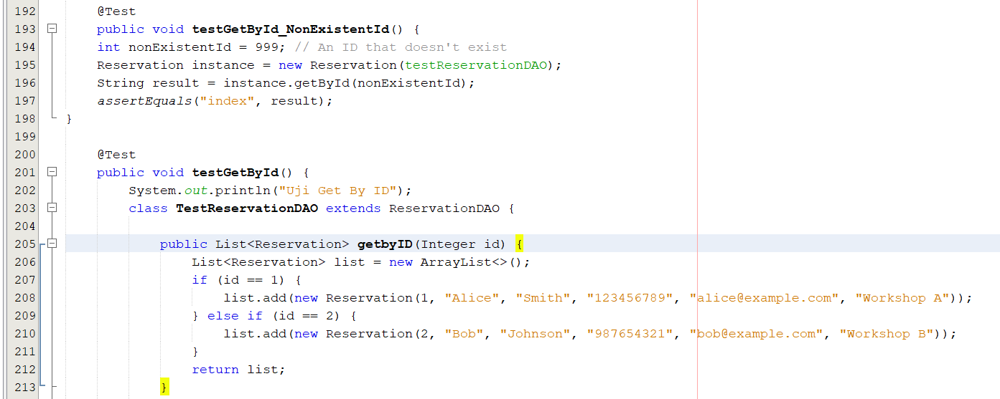 192 @Test
193 public void testGetById_NonExistentId() {
194 int nonExistentId = 999; // An ID that doesn't exist
195 Reservation instance = new Reservation(testReservationDAO);
196 String result = instance.getById(nonExistentId);
197 assertEquals("index", result);
198 }
199
200 @Test
201 public void testGetById() {
202 System.out.println("Uji Get By ID");
203 class TestReservationDAO extends ReservationDAO {
204
205 public List<Reservation> getbyID(Integer id) {
206 List<Reservation> list = new ArrayList<>();
207 if (id == 1) {
208 list.add(new Reservation(1, "Alice", "Smith", "123456789", "alice@example.com", "Workshop A"));
209 } else if (id == 2) {
210 list.add(new Reservation(2, "Bob", "Johnson", "987654321", "bob@example.com", "Workshop B"));
211 }
212 return list;
213 }